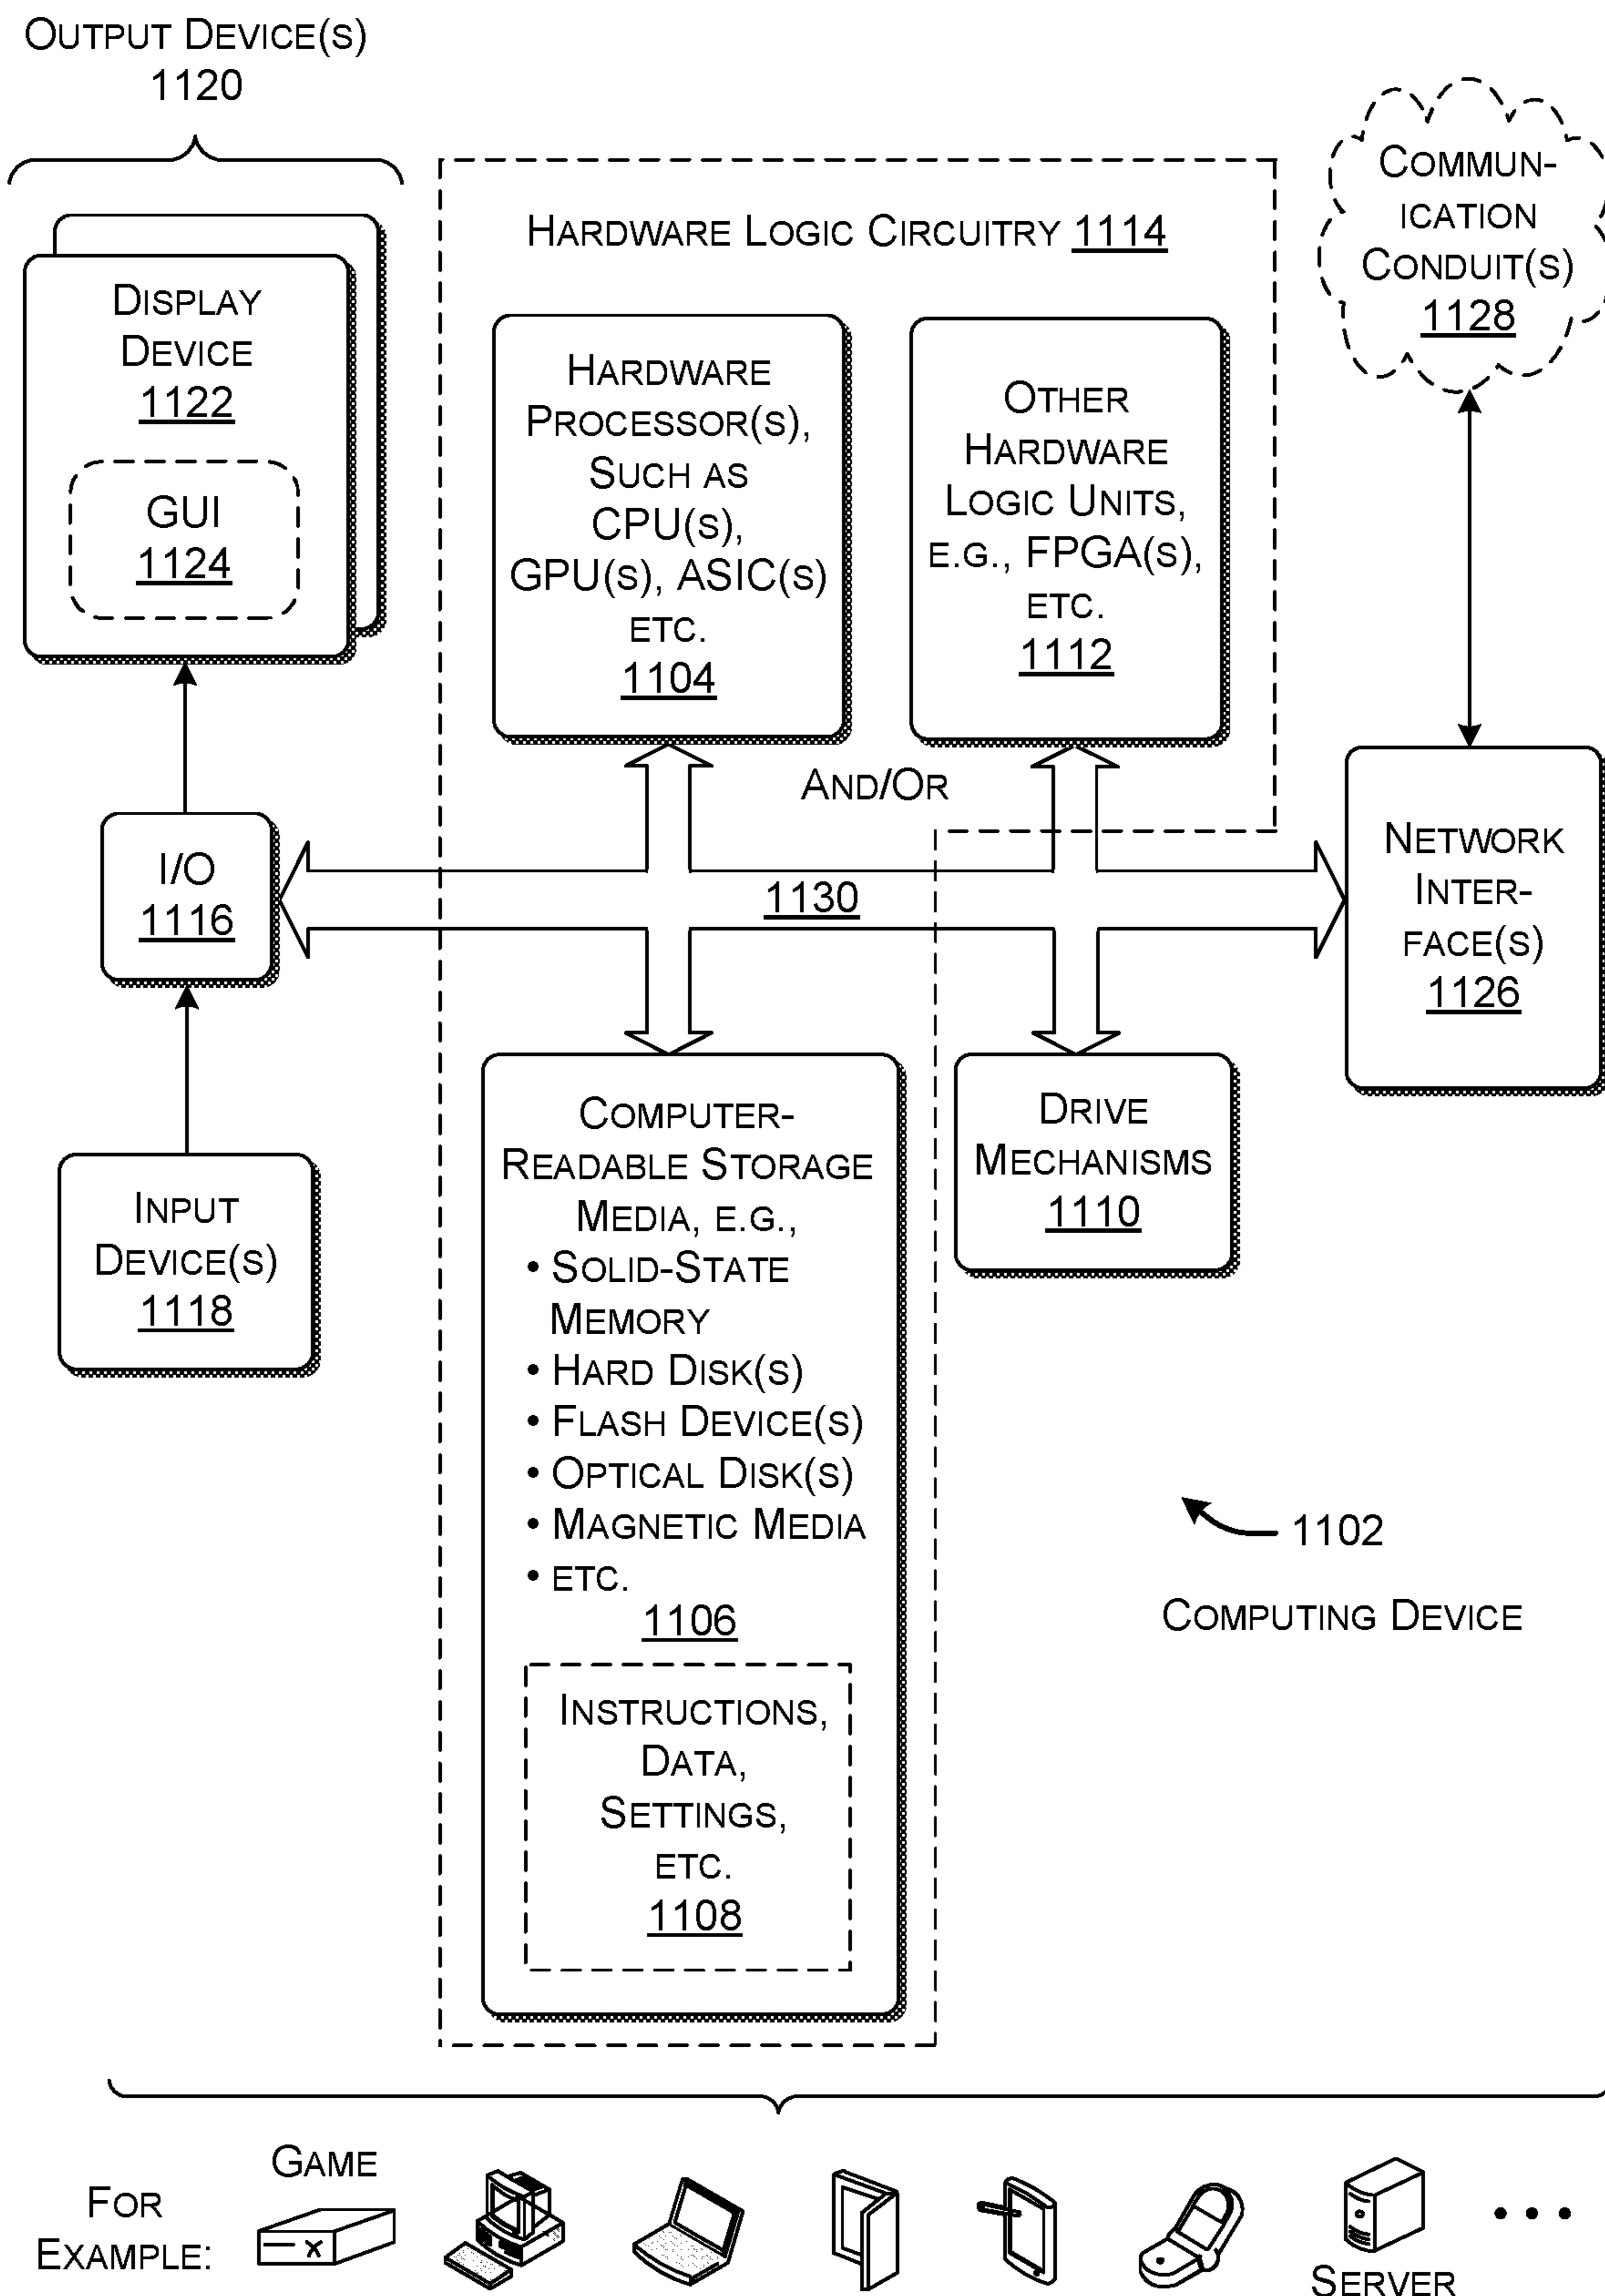 OUTPUT DEVICE(S)
1120
DISPLAY
DEVICE
1122
GUI
1124
I/O
1116
INPUT
DEVICE(S)
1118
HARDWARE LOGIC CIRCUITRY 1114
HARDWARE
PROCESSOR(S),
SUCH AS
CPU(S),
GPU(S), ASIC(S)
ETC.
1104
OTHER
HARDWARE
LOGIC UNITS,
E.G., FPGA(S),
ETC.
1112
AND/OR
1130
COMPUTER-
READABLE STORAGE
MEDIA, E.G.,
• SOLID-STATE
MEMORY
• HARD DISK(S)
• FLASH DEVICE(S)
• OPTICAL DISK(S)
• MAGNETIC MEDIA
• ETC.
1106
INSTRUCTIONS,
DATA,
SETTINGS,
ETC.
1108
DRIVE
MECHANISMS
1110
COMMUN-
ICATION
CONDUIT(S)
1128
NETWORK
INTER-
FACE(S)
1126
1102
COMPUTING DEVICE
FOR
EXAMPLE:
GAME
SERVER